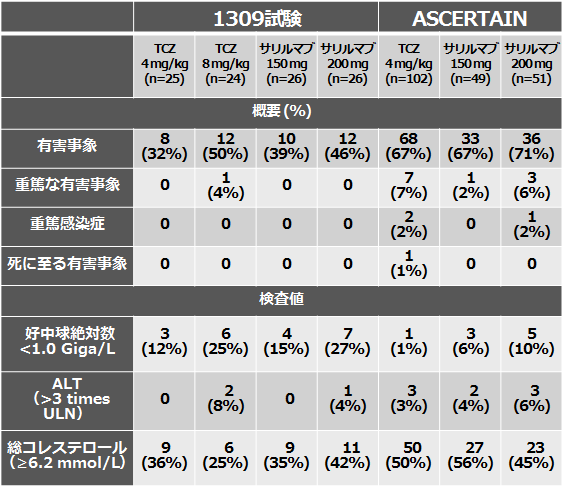 1309試験 ASCERTAIN
TCZ TCZ サリルマブ サリルマブ TCZ サリルマブ サリルマブ
4mg/kg 8mg/kg 150mg 200mg 4mg/kg 150mg 200mg
(n=25) (n=24) (n=26) (n=26) (n=102) (n=49) (n=51)
概要(%)
有害事象 8 12 10 12 68 33 36
(32%) (50%) (39%) (46%) (67%) (67%) (71%)
重篤な有害事象 0 1 0 0 7 1 3
(4%) (7%) (2%) (6%)
重篤感染症 0 0 0 0 2 0 1
(2%) (2%)
死に至る有害事象 0 0 0 0 1 0 0
(1%)
検査値
好中球絶対数 3 6 4 7 1 3 5
<1.0 Giga/L (12%) (25%) (15%) (27%) (1%) (6%) (10%)
ALT 0 2 0 1 3 2 3
(>3 times (8%) (4%) (3%) (4%) (6%)
ULN)
総コレステロール 9 6 9 11 50 27 23
(≥6.2 mmol/L) (36%) (25%) (35%) (42%) (50%) (56%) (45%)